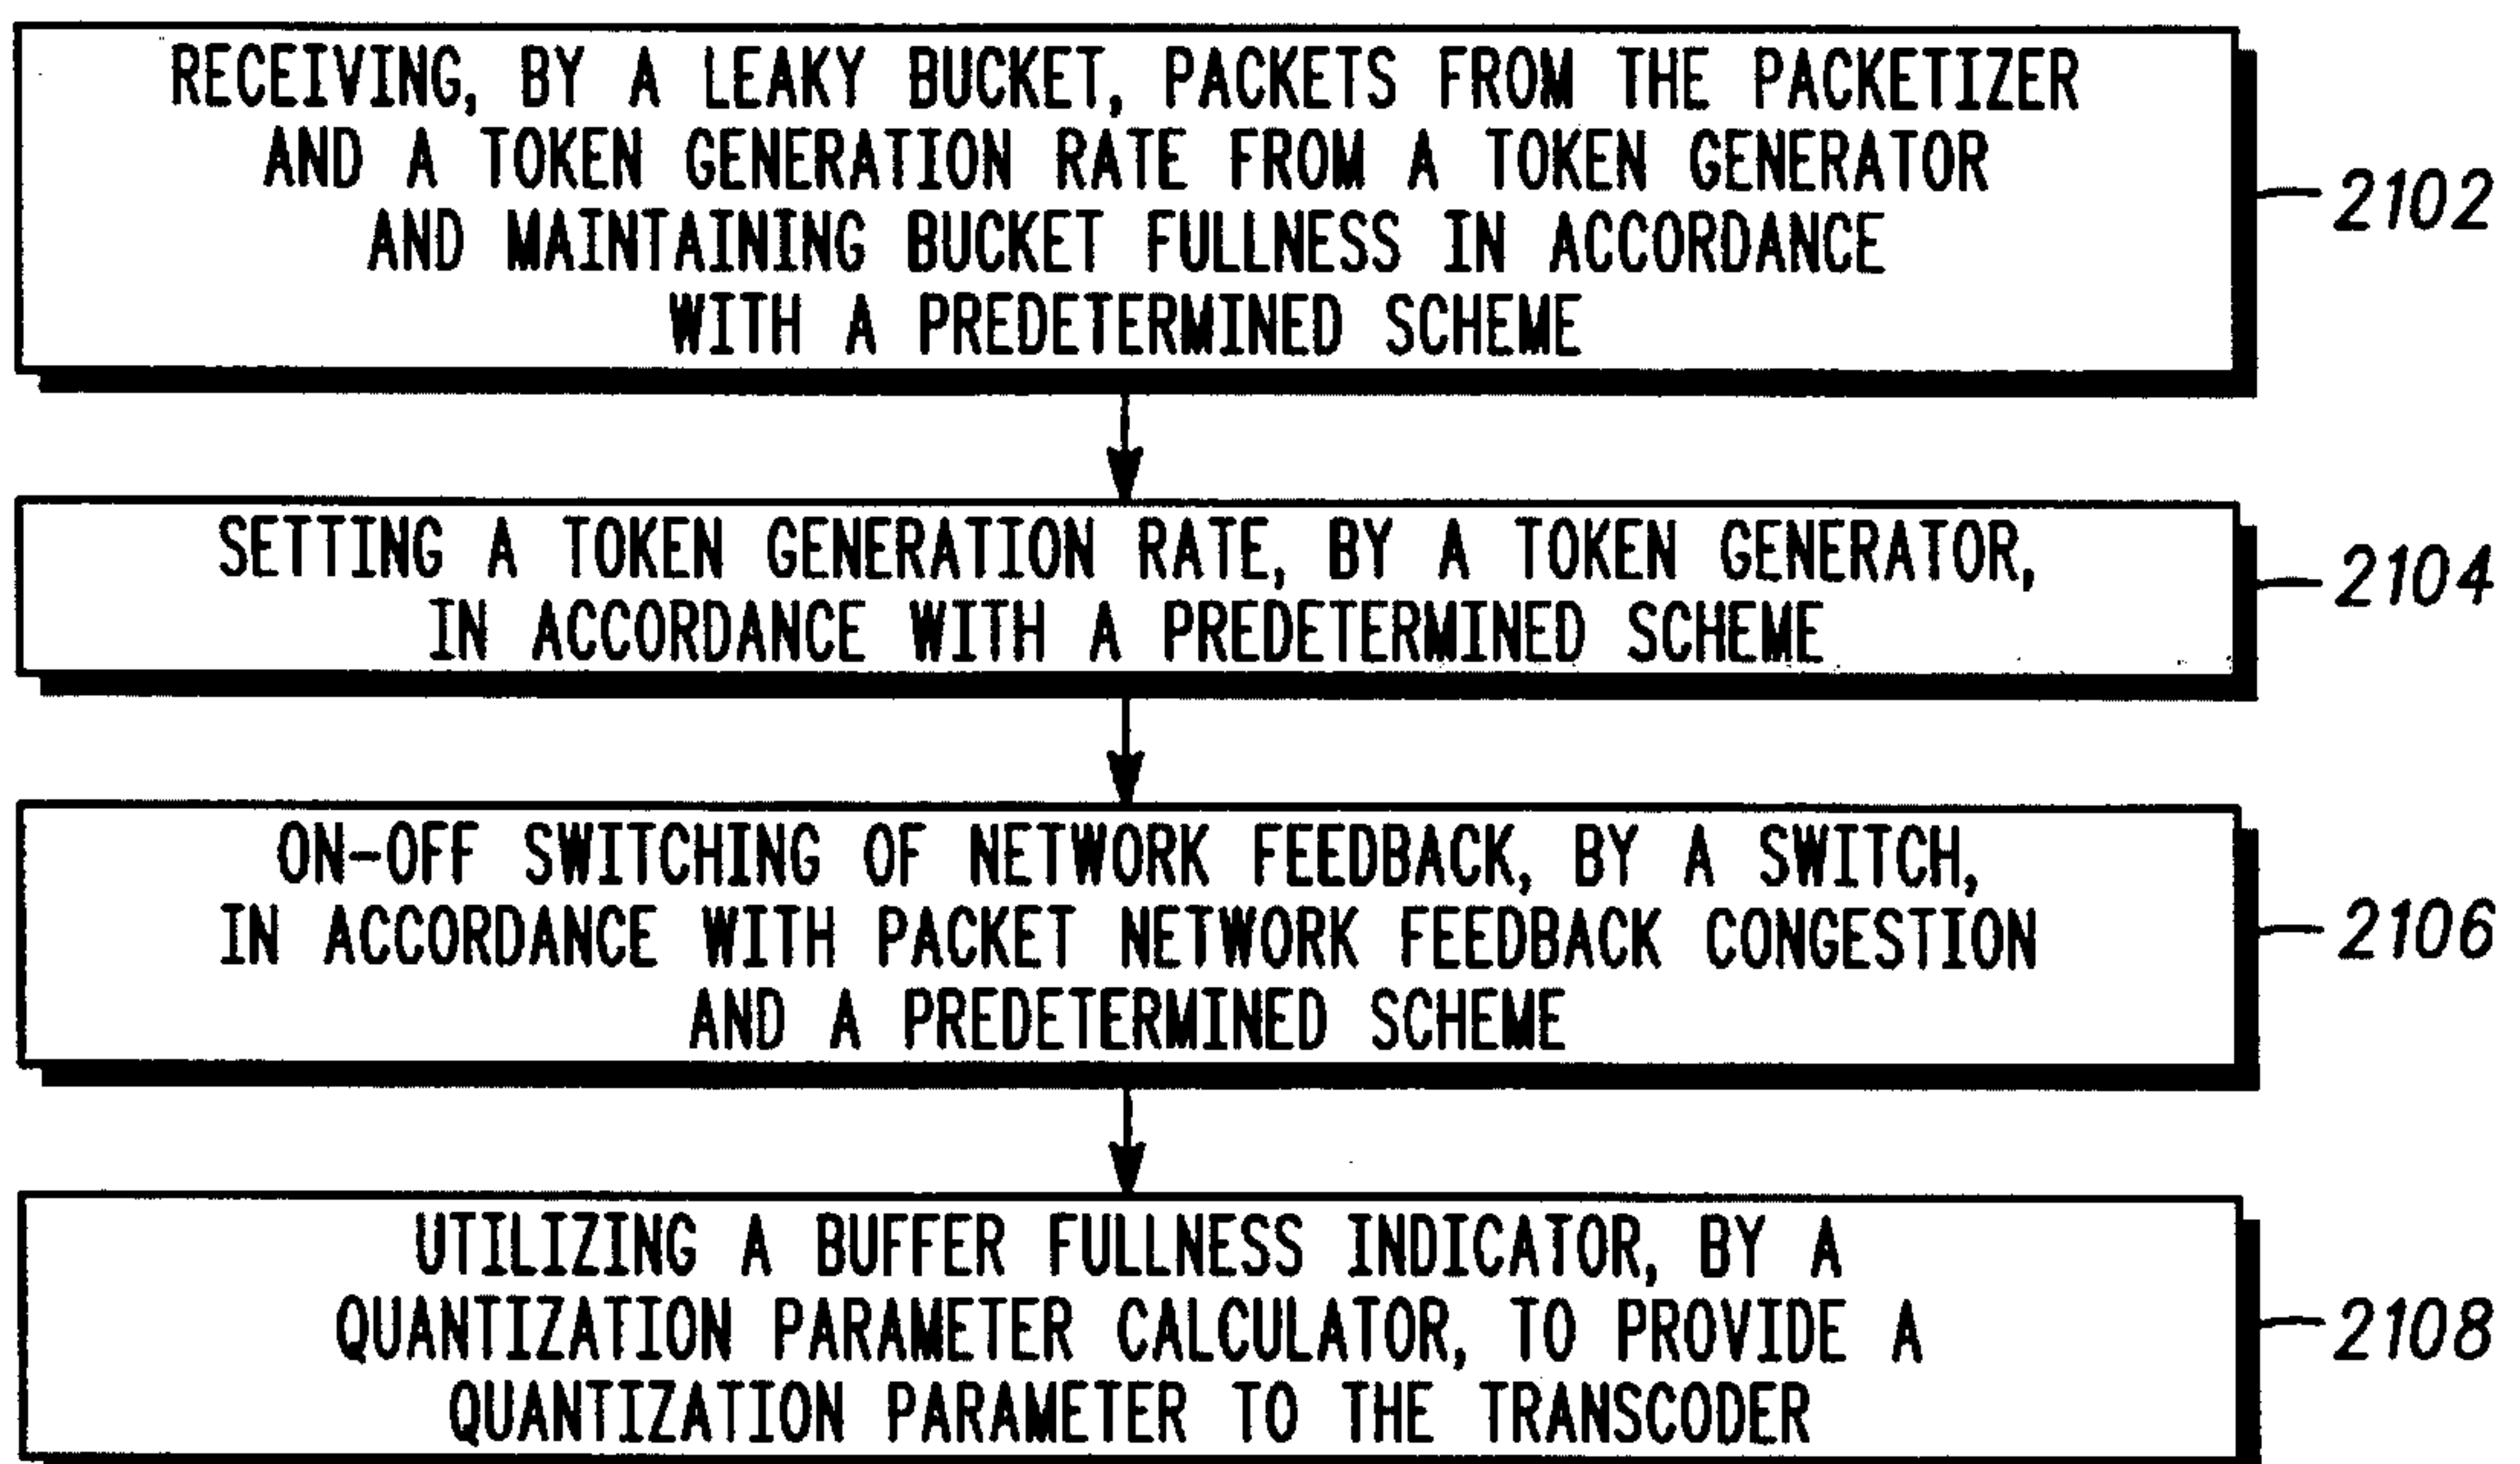 RECEIVING, BY A LEAKY BUCKET, PACKETS FROM THE PACKETIZER
AND A TOKEN GENERATION RATE FROM A TOKEN GENERATOR
AND MAINTAINING BUCKET FULLNESS IN ACCORDANCE
WITH A PREDETERMINED SCHEME
2102
SETTING A TOKEN GENERATION RATE, BY A TOKEN GENERATOR,
IN ACCORDANCE WITH A PREDETERMINED SCHEME
2104
ON-OFF SWITCHING OF NETWORK FEEDBACK, BY A SWITCH,
IN ACCORDANCE WITH PACKET NETWORK FEEDBACK CONGESTION
AND A PREDETERMINED SCHEME
2106
UTILIZING A BUFFER FULLNESS INDICATOR, BY A
QUANTIZATION PARAMETER CALCULATOR, TO PROVIDE A
QUANTIZATION PARAMETER TO THE TRANSCODER
2108